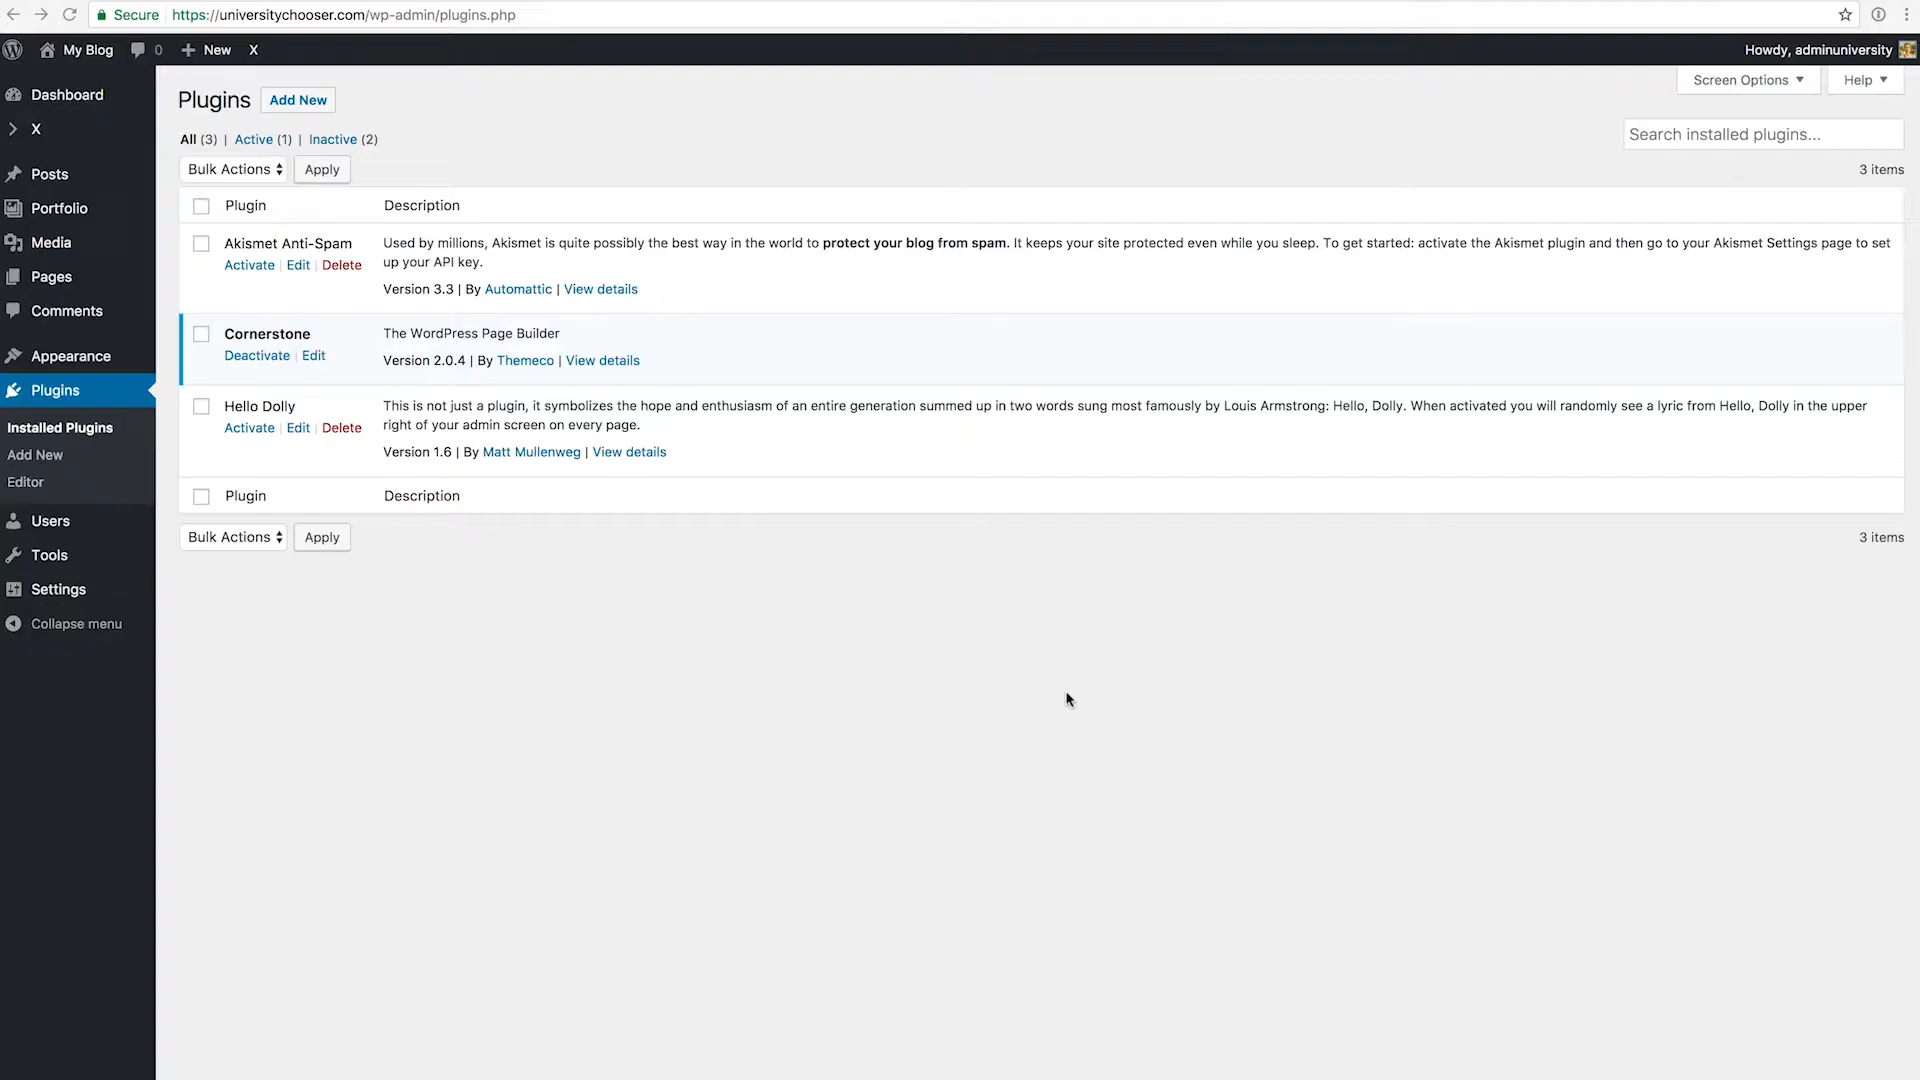 Secure https://universitychooser.com/wp-admin/plugins.php
My Blog 0 New X Howdy, adminuniversity
Screen Options Help
Dashboard
X
Posts
Portfolio
Media
Pages
Comments
Appearance
Plugins
Installed Plugins
Add New
Editor
Users
Tools
Settings
Collapse menu
Plugins Add New
All (3) | Active (1) | Inactive (2)
Search installed plugins...
Bulk Actions Apply 3 items
Plugin Description
Akismet Anti-Spam
Activate | Edit | Delete
Used by millions, Akismet is quite possibly the best way in the world to protect your blog from spam. It keeps your site protected even while you sleep. To get started: activate the Akismet plugin and then go to your Akismet Settings page to set
up your API key.
Version 3.3 | By Automattic | View details
Cornerstone
Deactivate | Edit
The WordPress Page Builder
Version 2.0.4 | By Themeco | View details
Hello Dolly
Activate | Edit | Delete
This is not just a plugin, it symbolizes the hope and enthusiasm of an entire generation summed up in two words sung most famously by Louis Armstrong: Hello, Dolly. When activated you will randomly see a lyric from Hello, Dolly in the upper
right of your admin screen on every page.
Version 1.6 | By Matt Mullenweg | View details
Plugin Description
Bulk Actions Apply 3 items